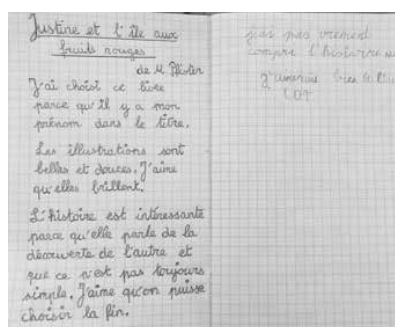 Justine et l'île aux
fruits rouges
de M Pfister
J'ai choisi ce livre
parce qu'il y a mon
prénom dans le titre.
Les illustrations sont
belles et douces. J'aime
qu'elles brillent.
L'histoire est intéressante
parce qu'elle parle de la
découverte de l'autre et
que ce n'est pas toujours
simple. J'aime qu'on puisse
choisir la fin.
j'ai pas vraiment
compri l'histoire